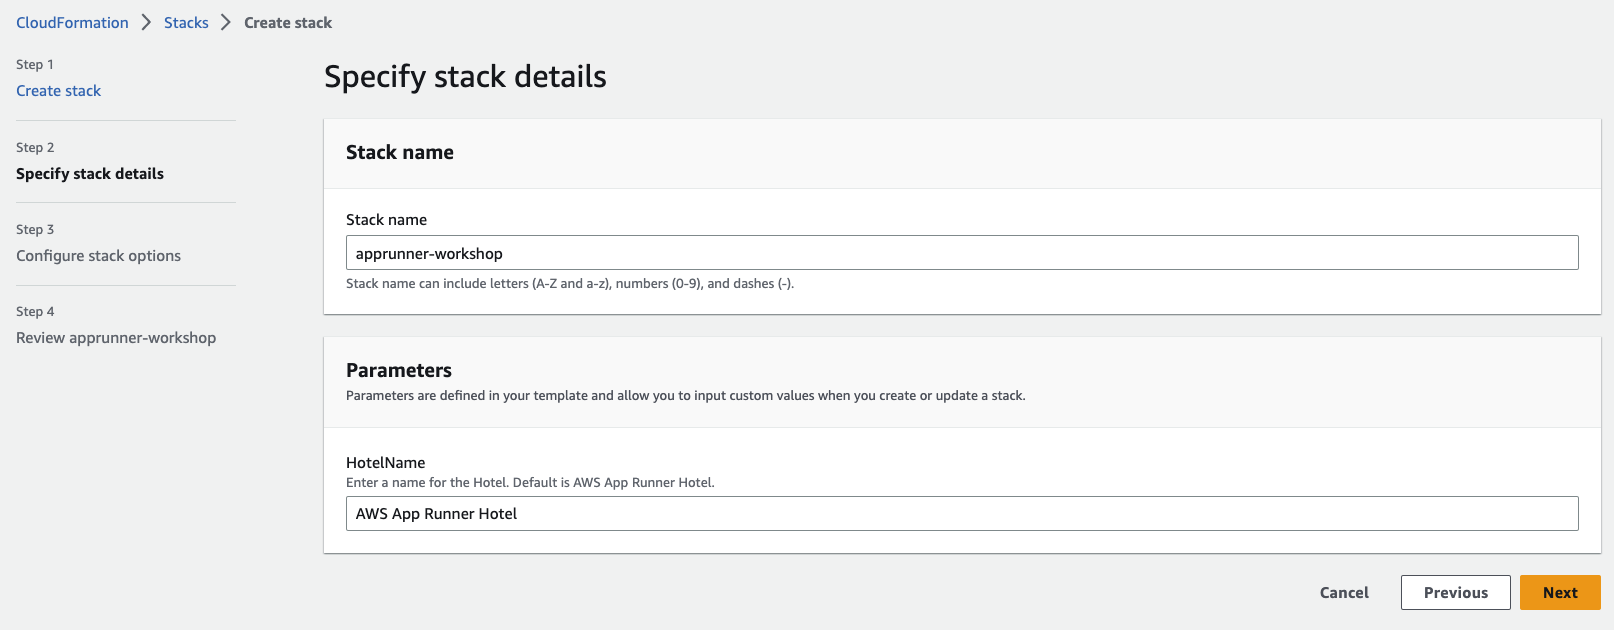 CloudFormation > Stacks > Create stack
Step 1
Create stack
Step 2
Specify stack details
Step 3
Configure stack options
Step 4
Review apprunner-workshop
Specify stack details
Stack name
Stack name
apprunner-workshop
Stack name can include letters (A-Z and a-z), numbers (0-9), and dashes (-).
Parameters
Parameters are defined in your template and allow you to input custom values when you create or update a stack.
HotelName
Enter a name for the Hotel. Default is AWS App Runner Hotel.
AWS App Runner Hotel
Cancel Previous Next